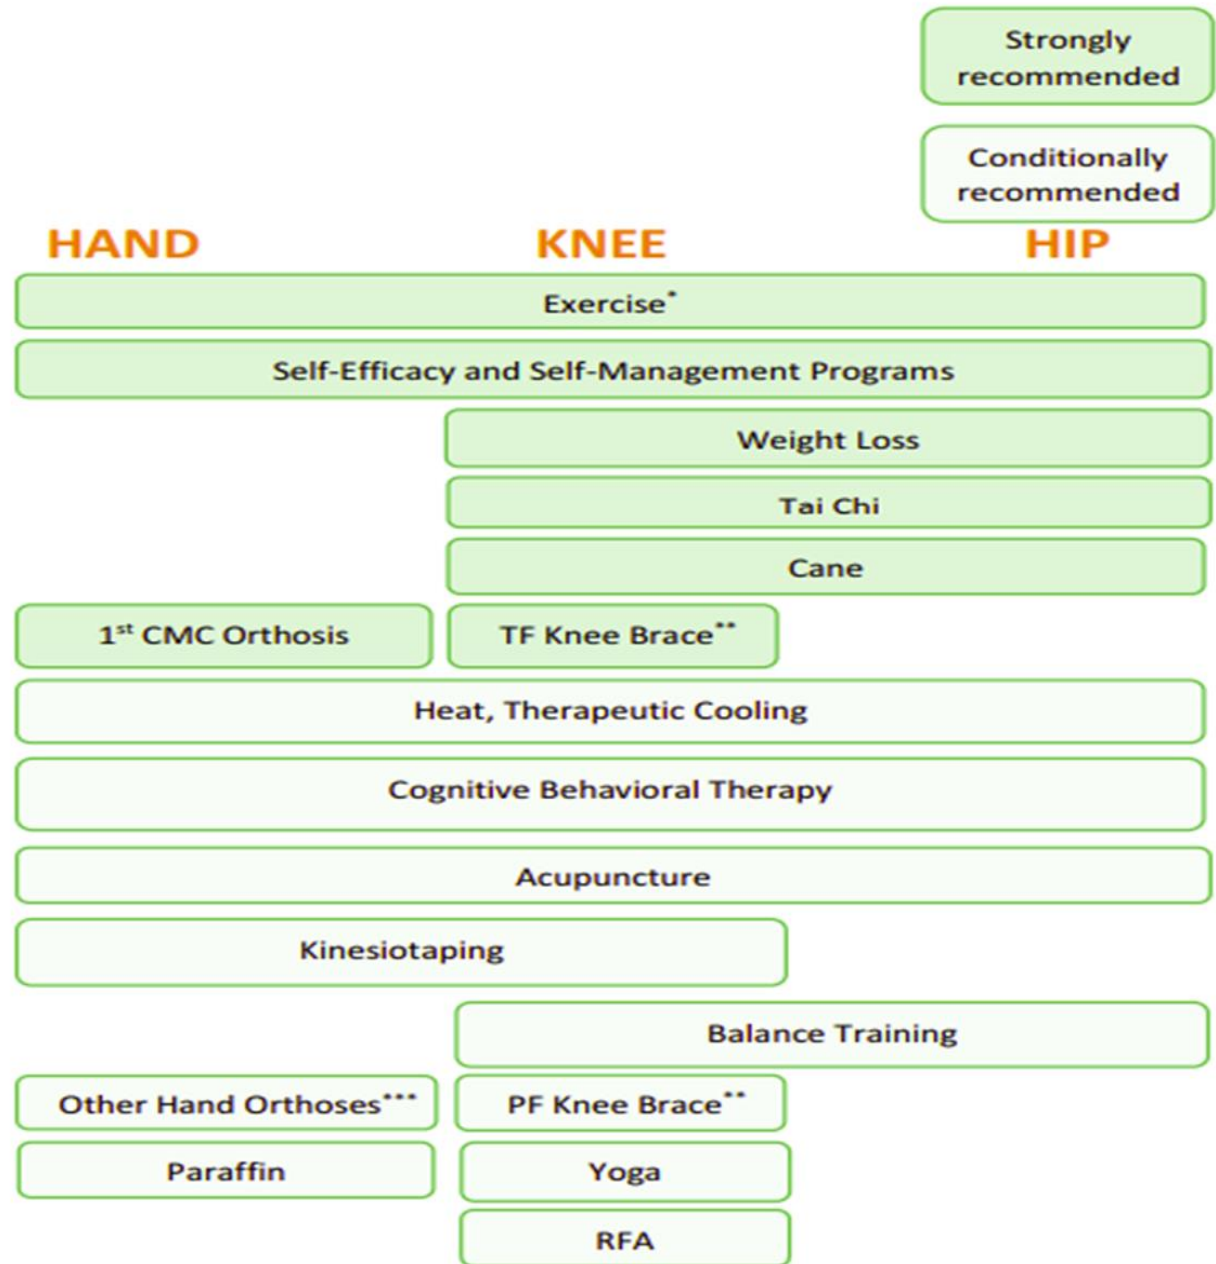 Strongly
recommended
Conditionally
recommended
HAND KNEE HIP
Exercise*
Self-Efficacy and Self-Management Programs
Weight Loss
Tai Chi
Cane
1st CMC Orthosis TF Knee Brace**
Heat, Therapeutic Cooling
Cognitive Behavioral Therapy
Acupuncture
Kinesiotaping
Balance Training
Other Hand Orthoses*** PF Knee Brace**
Paraffin Yoga
RFA